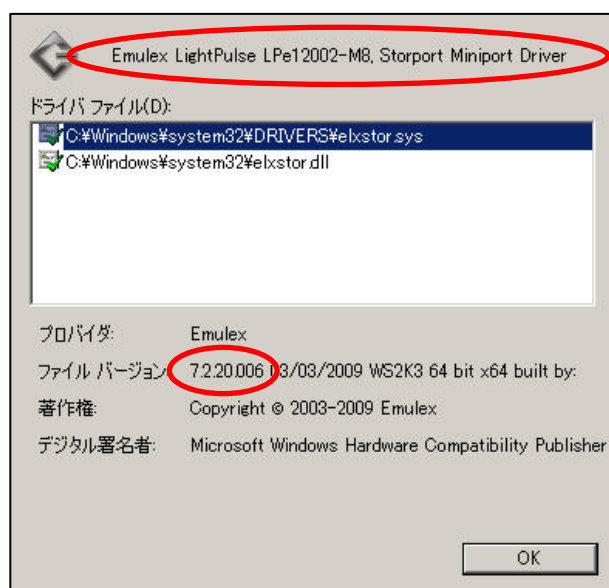 Emulex LightPulse LPe12002-M8, Storport Miniport Driver
ドライバ ファイル(D):
C:¥Windows¥system32¥DRIVERS¥elxstor.sys
C:¥Windows¥system32¥elxstor.dll
プロバイダ: Emulex
ファイル バージョン: 7.2.20.006 03/03/2009 WS2K3 64 bit x64 built by:
著作権: Copyright © 2003-2009 Emulex
デジタル署名者: Microsoft Windows Hardware Compatibility Publisher
OK